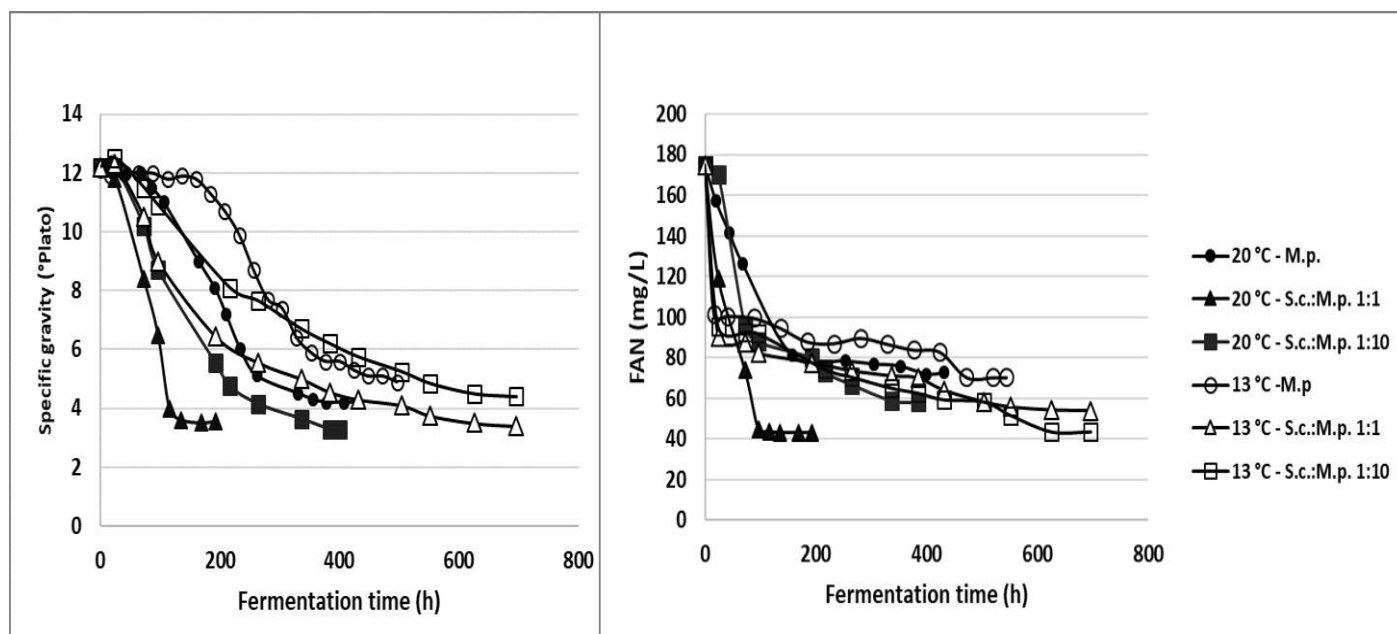 Specific gravity (°Plato)
14
12
10
8
6
4
2
0
0 200 400 600 800
Fermentation time (h)
FAN (mg/L)
200
180
160
140
120
100
80
60
40
20
0
0 200 400 600 800
Fermentation time (h)
20 °C - M.p.
20 °C - S.c.:M.p. 1:1
20 °C - S.c.:M.p. 1:10
13 °C -M.p
13 °C - S.c.:M.p. 1:1
13 °C - S.c.:M.p. 1:10